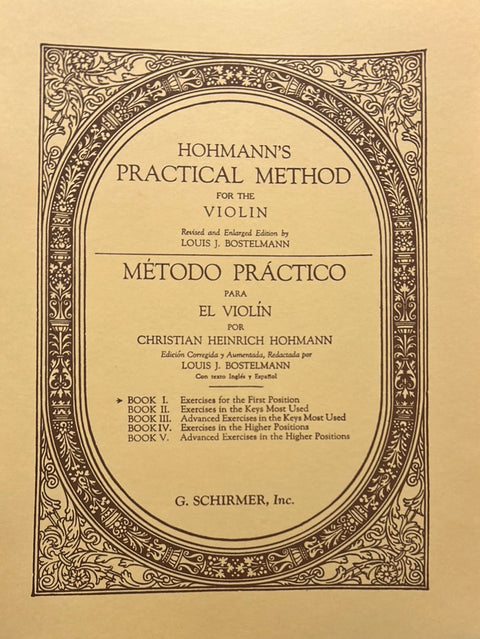 HOHMANN'S
PRACTICAL METHOD
FOR THE
VIOLIN
Revised and Enlarged Edition by
LOUIS J. BOSTELMANN
MÉTODO PRÁCTICO
PARA
EL VIOLÍN
POR
CHRISTIAN HEINRICH HOHMANN
Edición Corregida y Aumentada, Redactada por
LOUIS J. BOSTELMANN
Con texto Inglés y Español
BOOK I. Exercises for the First Position
BOOK II. Exercises in the Keys Most Used
BOOK III. Advanced Exercises in the Keys Most Used
BOOK IV. Exercises in the Higher Positions
BOOK V. Advanced Exercises in the Higher Positions
G. SCHIRMER, Inc.